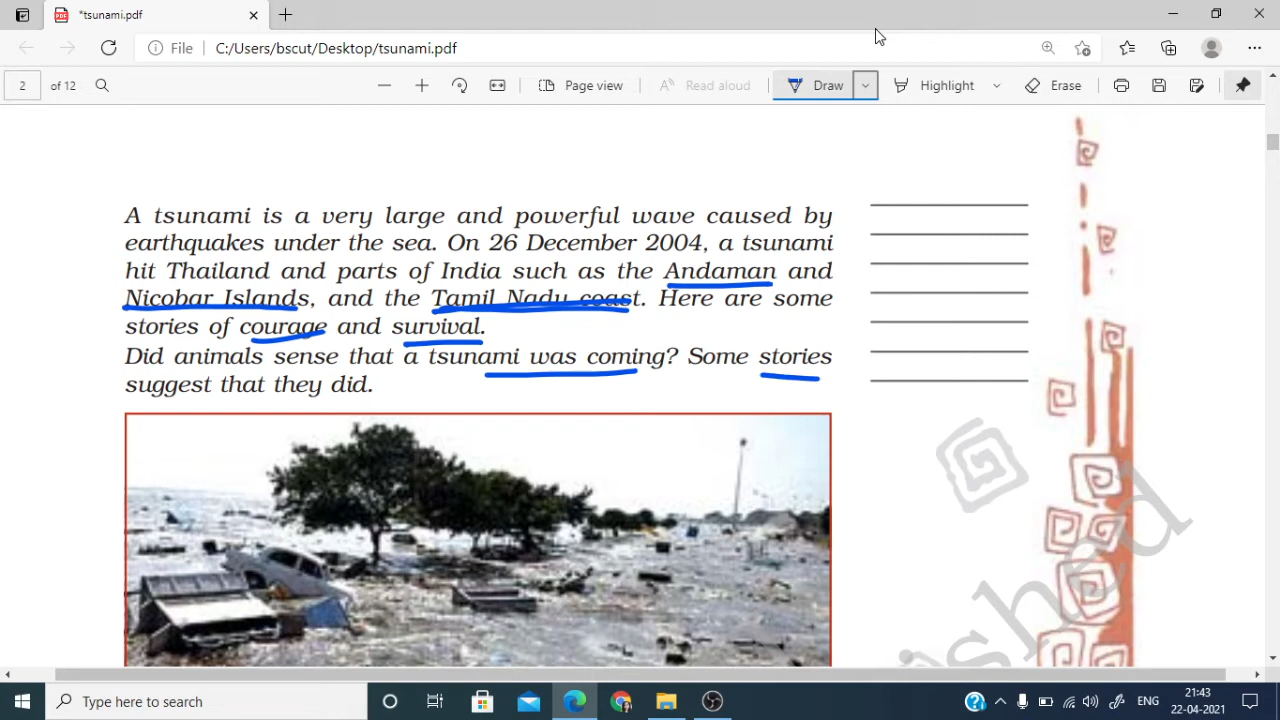 *tsunami.pdf
File
C:/Users/bscut/Desktop/tsunami.pdf
2 of 12
Page view
Read aloud
Draw
Highlight
Erase
A tsunami is a very large and powerful wave caused by
earthquakes under the sea. On 26 December 2004, a tsunami
hit Thailand and parts of India such as the Andaman and
Nicobar Islands, and the Tamil Nadu coast. Here are some
stories of courage and survival.
Did animals sense that a tsunami was coming? Some stories
suggest that they did.
shed
Type here to search
ENG
21:43
22-04-2021